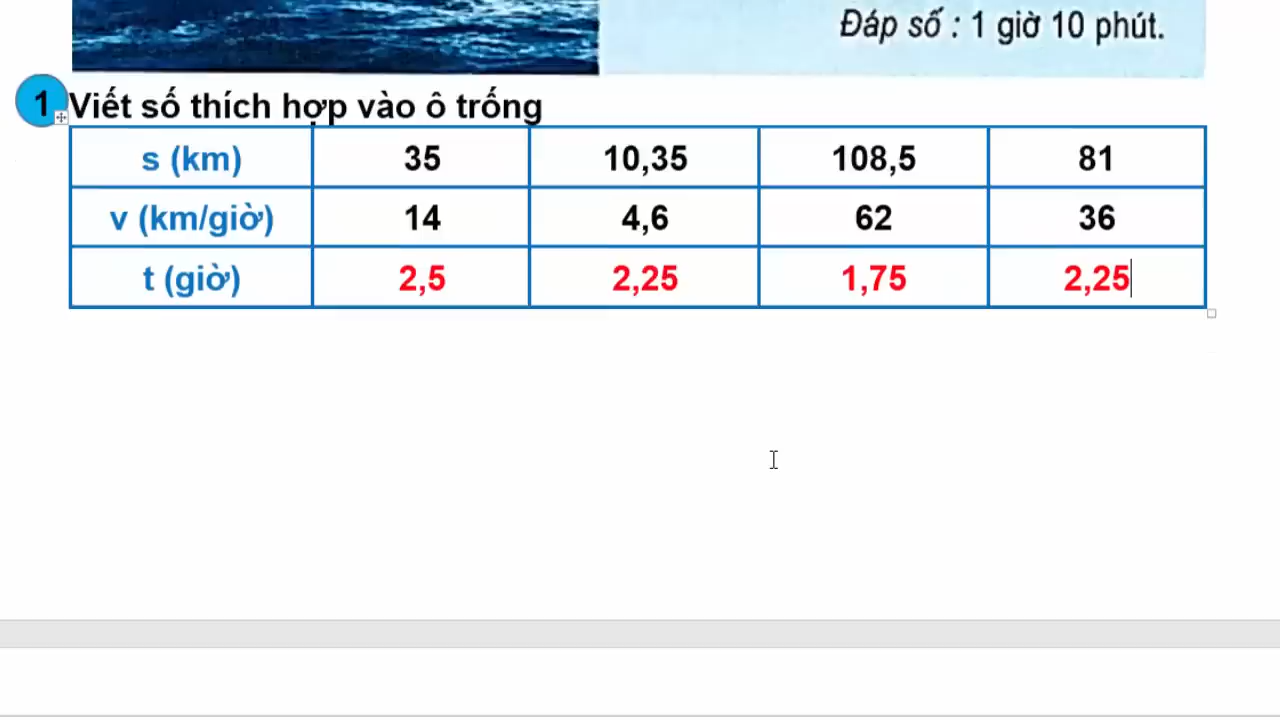 Đáp số : 1 giờ 10 phút.
1 Viết số thích hợp vào ô trống
s (km) 35 10,35 108,5 81
v (km/giờ) 14 4,6 62 36
t (giờ) 2,5 2,25 1,75 2,25